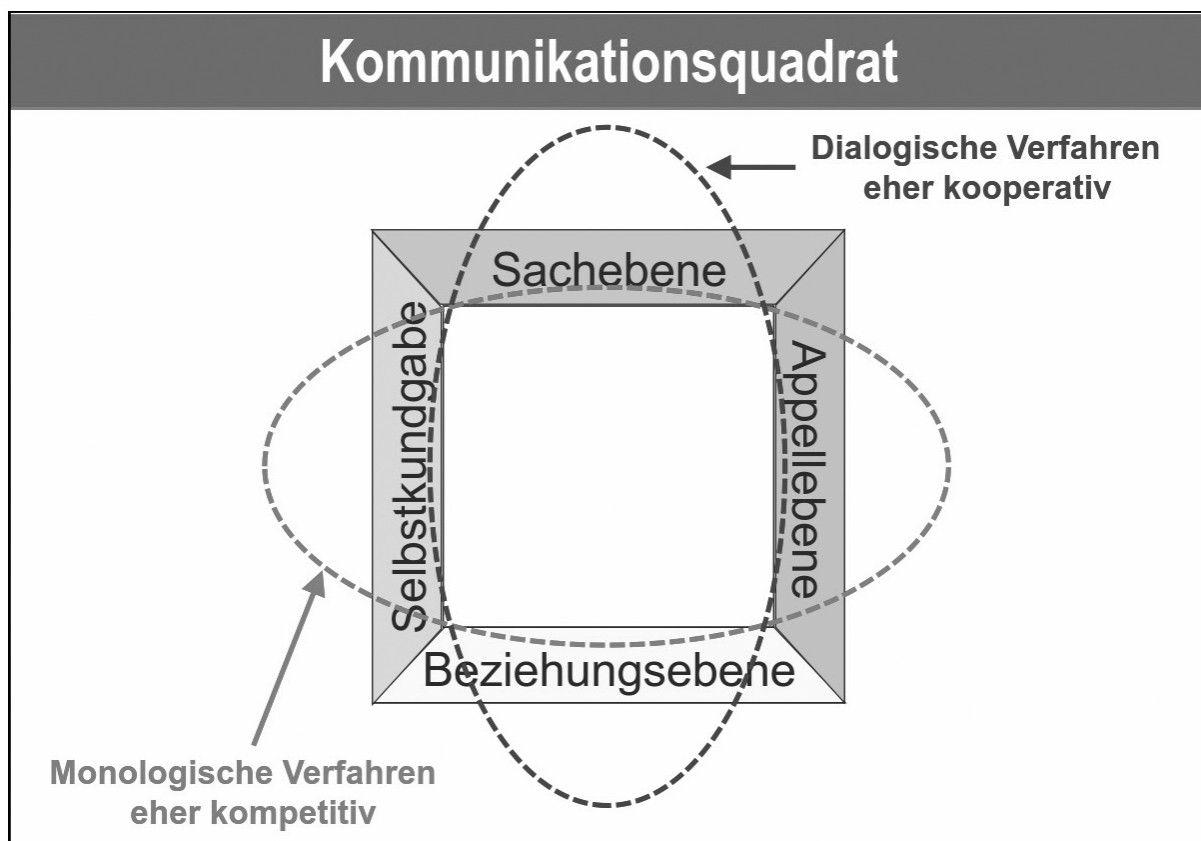 Kommunikationsquadrat
Dialogische Verfahren
eher kooperativ
Sachebene
Selbstkundgabe
Appellebene
Beziehungsebene
Monologische Verfahren
eher kompetitiv